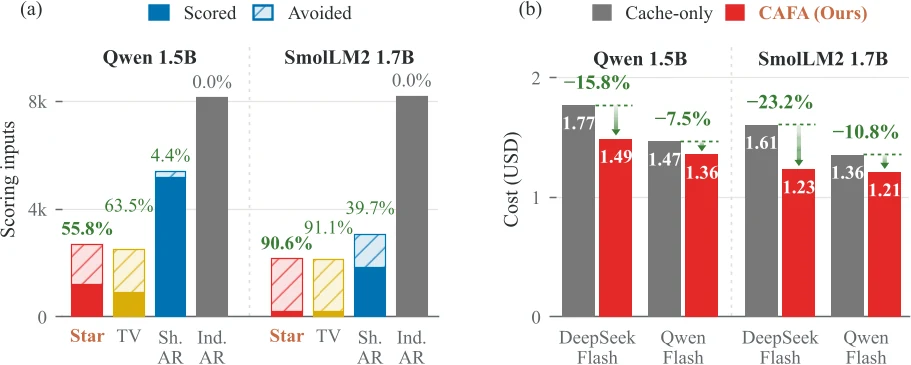 (a)
Scored
Avoided
Qwen 1.5B
SmolLM2 1.7B
Scoring inputs
8k
4k
0
55.8%
63.5%
4.4%
0.0%
90.6%
91.1%
39.7%
0.0%
Star
TV
Sh.
AR
Ind.
AR
Star
TV
Sh.
AR
Ind.
AR
(b)
Cache-only
CAFA (Ours)
Qwen 1.5B
SmolLM2 1.7B
Cost (USD)
2
1
0
−15.8%
1.77
1.49
−7.5%
1.47
1.36
−23.2%
1.61
1.23
−10.8%
1.36
1.21
DeepSeek
Flash
Qwen
Flash
DeepSeek
Flash
Qwen
Flash